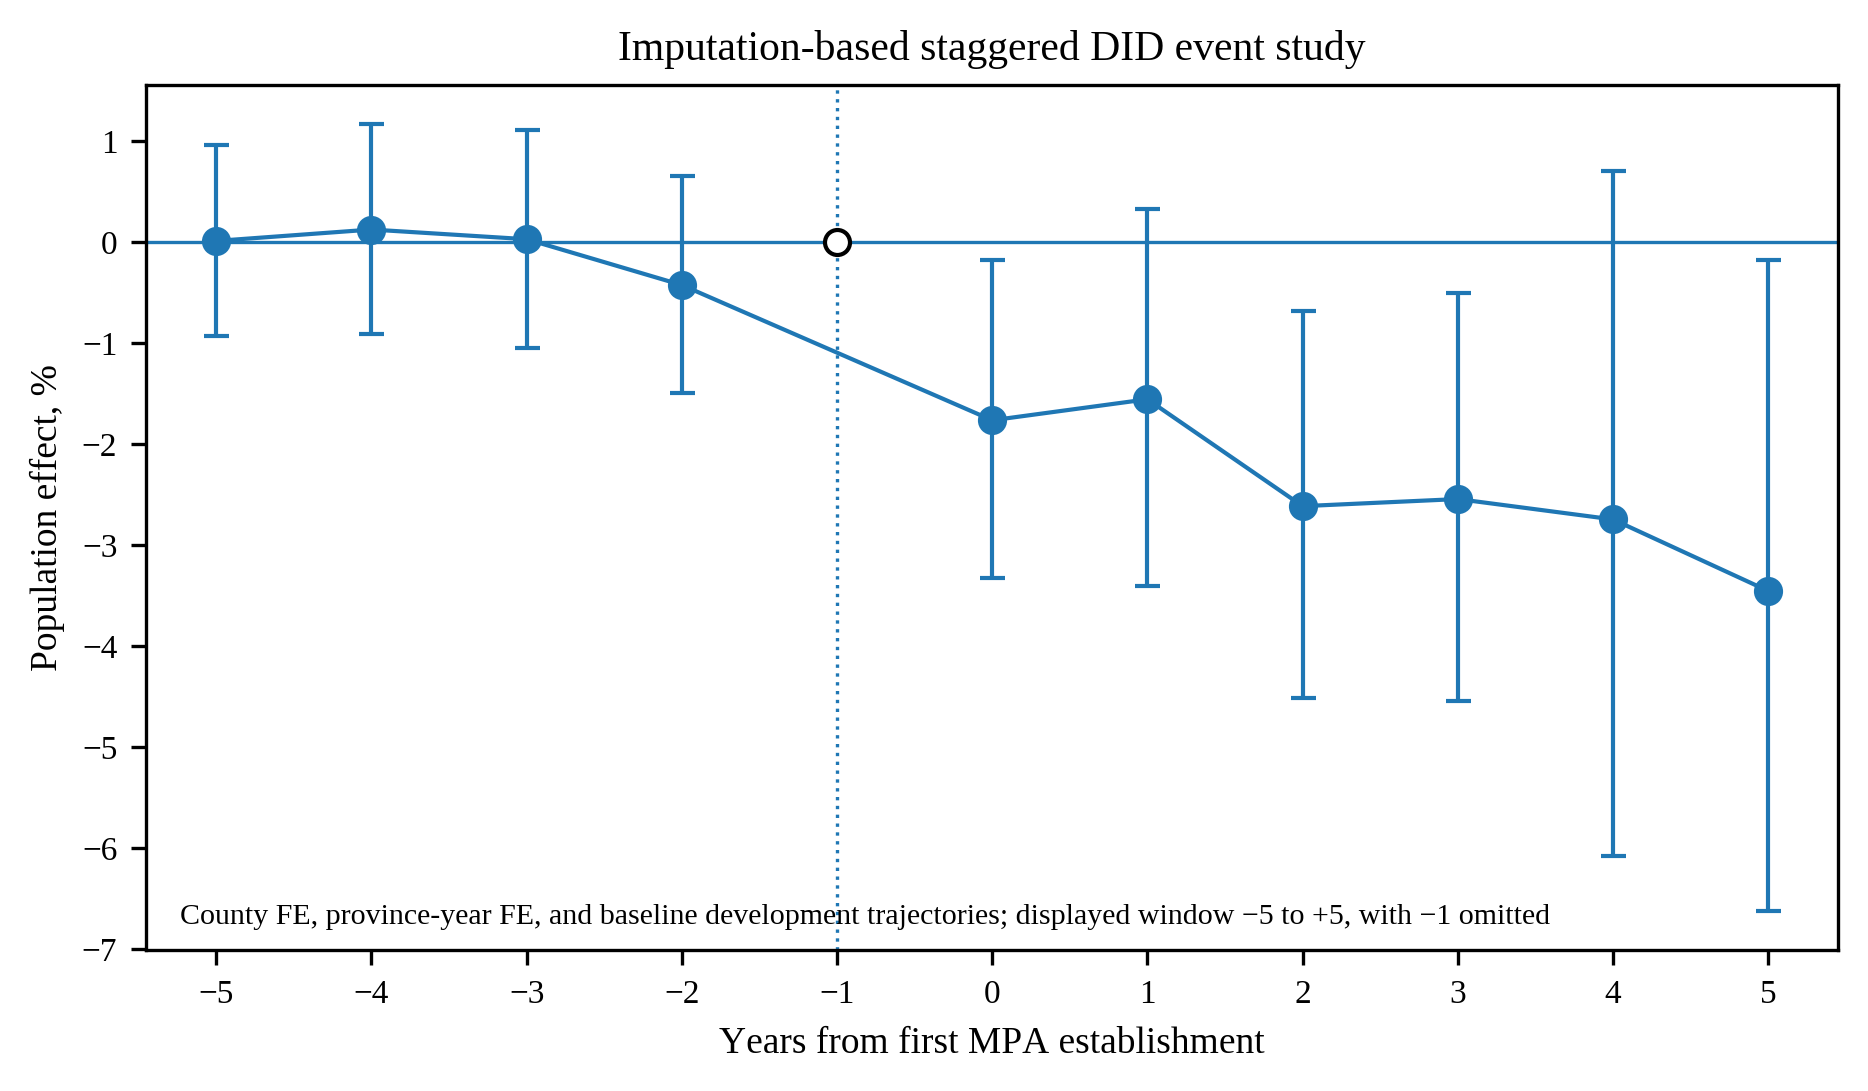 Imputation-based staggered DID event study
Population effect, %
1
0
−1
−2
−3
−4
−5
−6
−7
County FE, province-year FE, and baseline development trajectories; displayed window −5 to +5, with −1 omitted
−5 −4 −3 −2 −1 0 1 2 3 4 5
Years from first MPA establishment